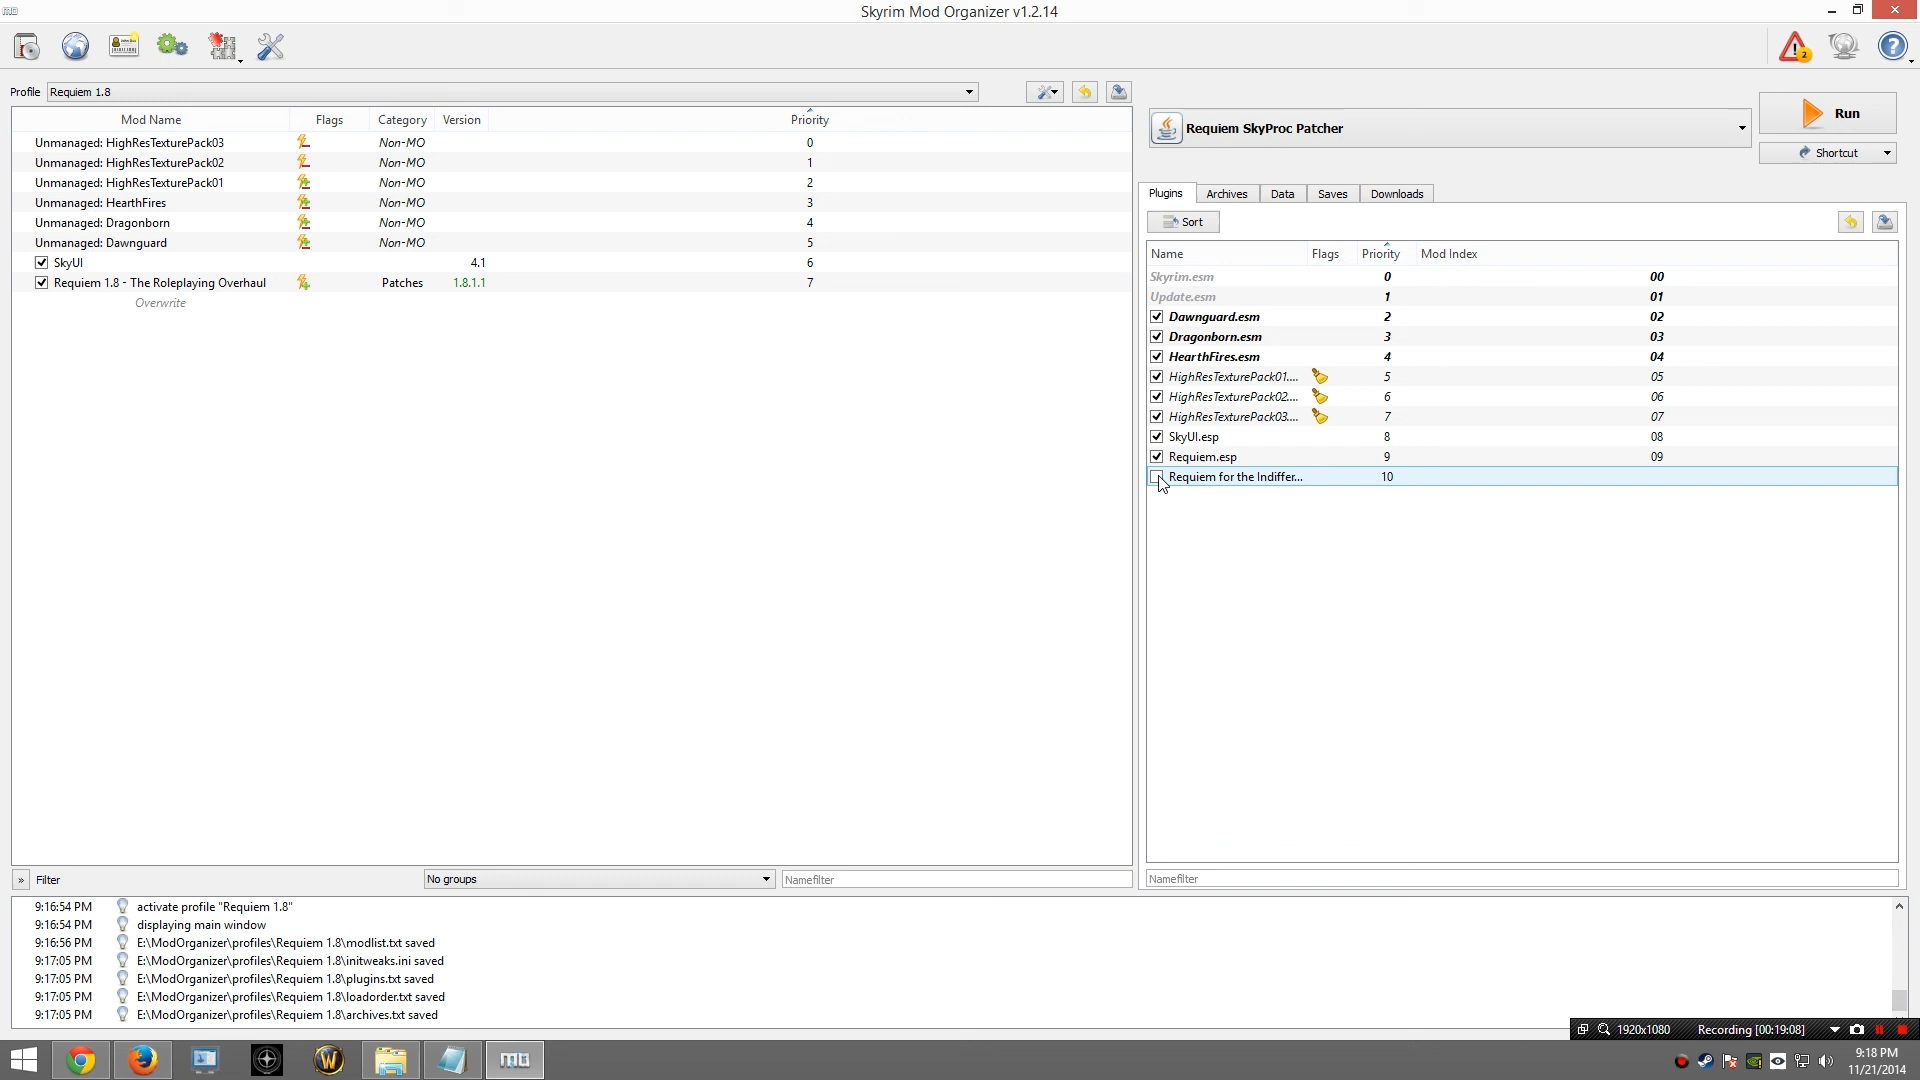 Skyrim Mod Organizer v1.2.14
2
Profile Requiem 1.8
Mod Name Flags Category Version Priority
Unmanaged: HighResTexturePack03 Non-MO 0
Unmanaged: HighResTexturePack02 Non-MO 1
Unmanaged: HighResTexturePack01 Non-MO 2
Unmanaged: HearthFires Non-MO 3
Unmanaged: Dragonborn Non-MO 4
Unmanaged: Dawnguard Non-MO 5
SkyUI 4.1 6
Requiem 1.8 - The Roleplaying Overhaul Patches 1.8.1.1 7
Overwrite
» Filter No groups Namefilter
Requiem SkyProc Patcher
Run
Shortcut
Plugins Archives Data Saves Downloads
Sort
Name Flags Priority Mod Index
Skyrim.esm 0 00
Update.esm 1 01
Dawnguard.esm 2 02
Dragonborn.esm 3 03
HearthFires.esm 4 04
HighResTexturePack01.... 5 05
HighResTexturePack02.... 6 06
HighResTexturePack03.... 7 07
SkyUI.esp 8 08
Requiem.esp 9 09
Requiem for the Indiffer... 10
Namefilter
9:16:54 PM activate profile "Requiem 1.8"
9:16:54 PM displaying main window
9:16:56 PM E:\ModOrganizer\profiles\Requiem 1.8\modlist.txt saved
9:17:05 PM E:\ModOrganizer\profiles\Requiem 1.8\initweaks.ini saved
9:17:05 PM E:\ModOrganizer\profiles\Requiem 1.8\plugins.txt saved
9:17:05 PM E:\ModOrganizer\profiles\Requiem 1.8\loadorder.txt saved
9:17:05 PM E:\ModOrganizer\profiles\Requiem 1.8\archives.txt saved
1920x1080 Recording [00:19:08]
9:18 PM
11/21/2014